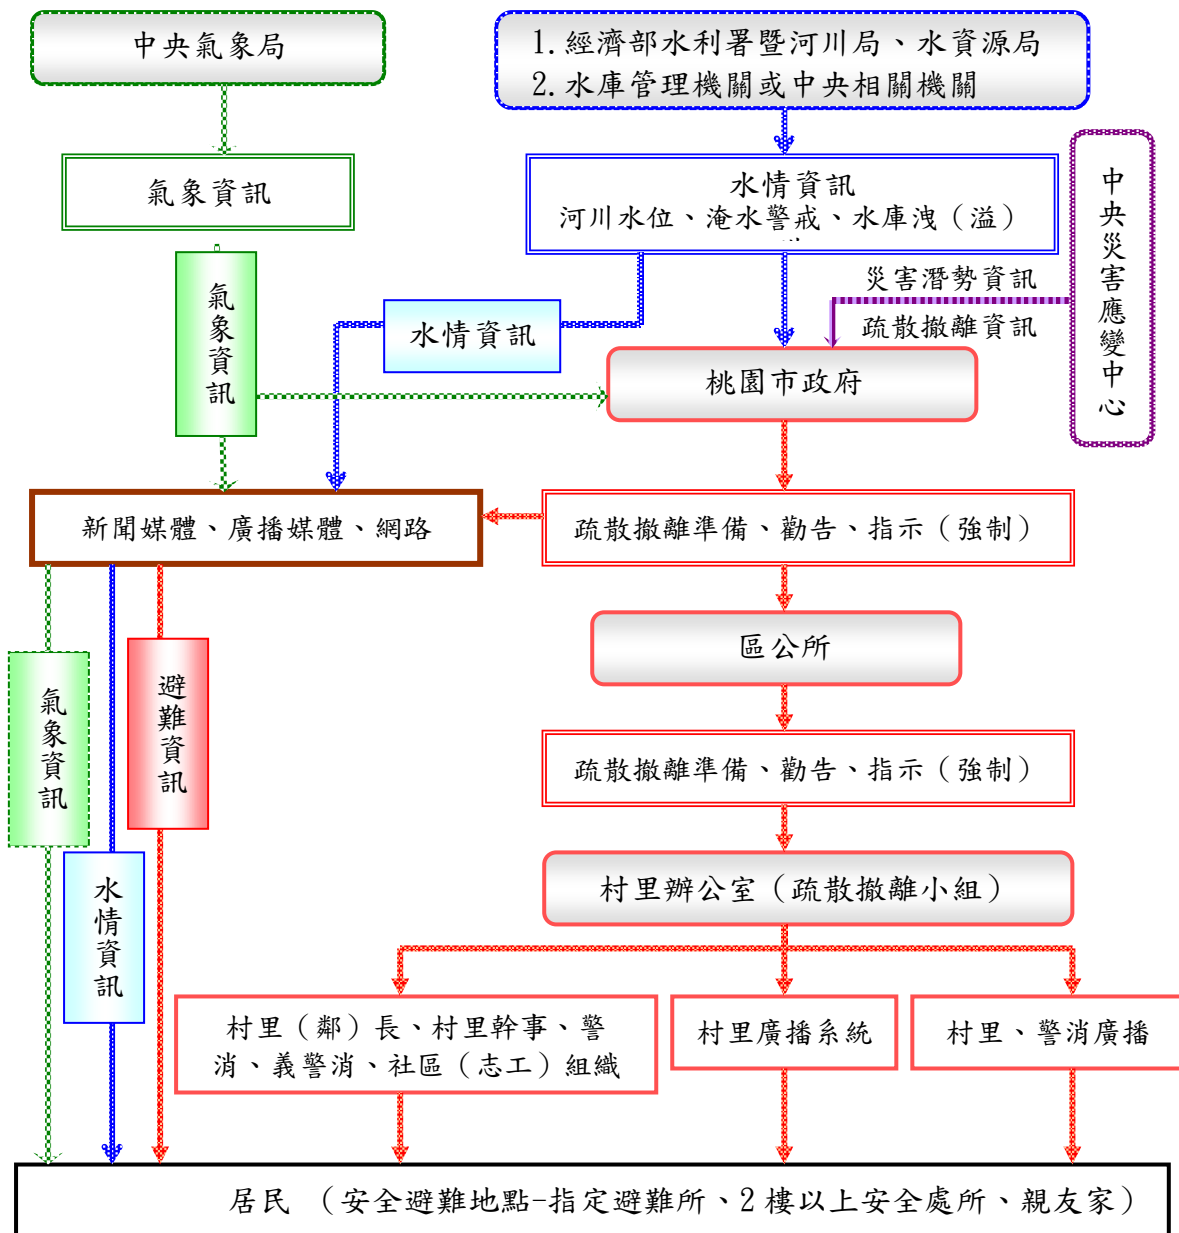 中央氣象局
1. 經濟部水利署暨河川局、水資源局
2. 水庫管理機關或中央相關機關
氣象資訊
水情資訊
河川水位、淹水警戒、水庫洩（溢）
中央災害應變中心
災害潛勢資訊
疏散撤離資訊
氣象資訊
水情資訊
桃園市政府
新聞媒體、廣播媒體、網路
疏散撤離準備、勸告、指示（強制）
區公所
氣象資訊
避難資訊
疏散撤離準備、勸告、指示（強制）
水情資訊
村里辦公室（疏散撤離小組）
村里（鄰）長、村里幹事、警
消、義警消、社區（志工）組織
村里廣播系統
村里、警消廣播
居民 （安全避難地點-指定避難所、2樓以上安全處所、親友家）